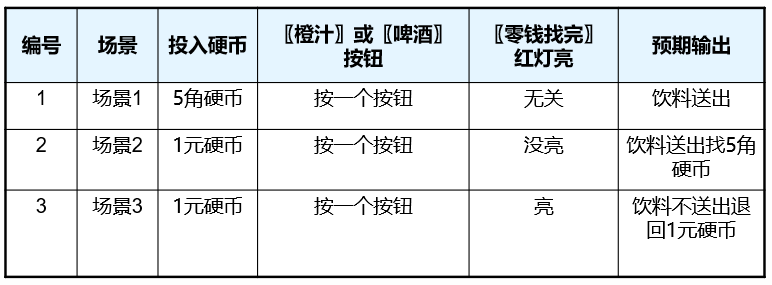 编号 场景 投入硬币 〖橙汁〗或〖啤酒〗 〖零钱找完〗 预期输出
按钮 红灯亮
1 场景1 5角硬币 按一个按钮 无关 饮料送出
2 场景2 1元硬币 按一个按钮 没亮 饮料送出找5角
硬币
3 场景3 1元硬币 按一个按钮 亮 饮料不送出退
回1元硬币